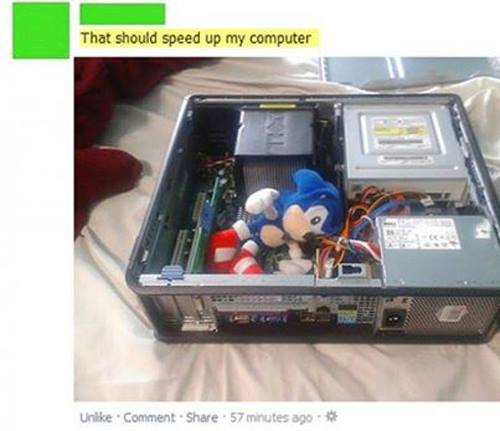 That should speed up my computer
Unlike · Comment · Share · 57 minutes ago ·